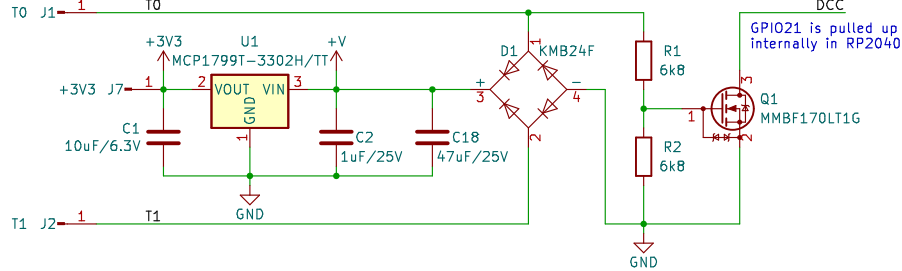 T0 J1 1 T0
DCC
GPIO21 is pulled up
internally in RP2040
+3V3 U1 +V
MCP1799T-3302H/TT
D1 KMB24F
1
R1
6k8
+3V3 J7 1 2 VOUT VIN 3
GND
1
+ 3
- 4
2
3
Q1
1 MMBF170LT1G
2
C1
10uF/6.3V
C2
1uF/25V
C18
47uF/25V
R2
6k8
GND
T1 J2 1 T1
GND